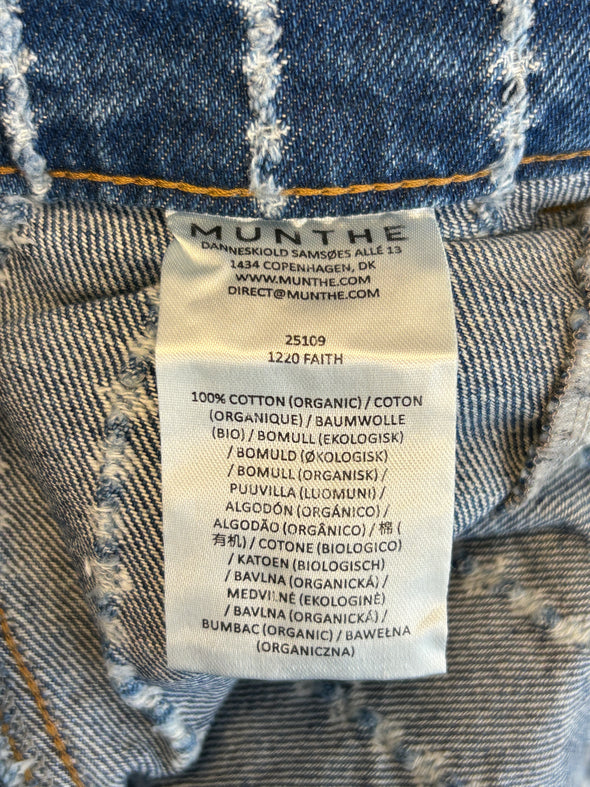 MUNTHE
DANNESKIOLD SAMSØES ALLÉ 13
1434 COPENHAGEN, DK
WWW.MUNTHE.COM
DIRECT@MUNTHE.COM
25109
1220 FAITH
100% COTTON (ORGANIC) / COTON
(ORGANIQUE) / BAUMWOLLE
(BIO) / BOMULL (EKOLOGISK)
/ BOMULD (ØKOLOGISK)
/ BOMULL (ORGANISK) /
PUUVILLA (LUOMUNI) /
ALGODÓN (ORGÁNICO) /
ALGODÃO (ORGÂNICO) / 棉 (
有机) / COTONE (BIOLOGICO)
/ KATOEN (BIOLOGISCH)
/ BAVLNA (ORGANICKÁ) /
MEDVILNĖ (EKOLOGINĖ)
/ BAVLNA (ORGANICKÁ) /
BUMBAC (ORGANIC) / BAWEŁNA
(ORGANICZNA)